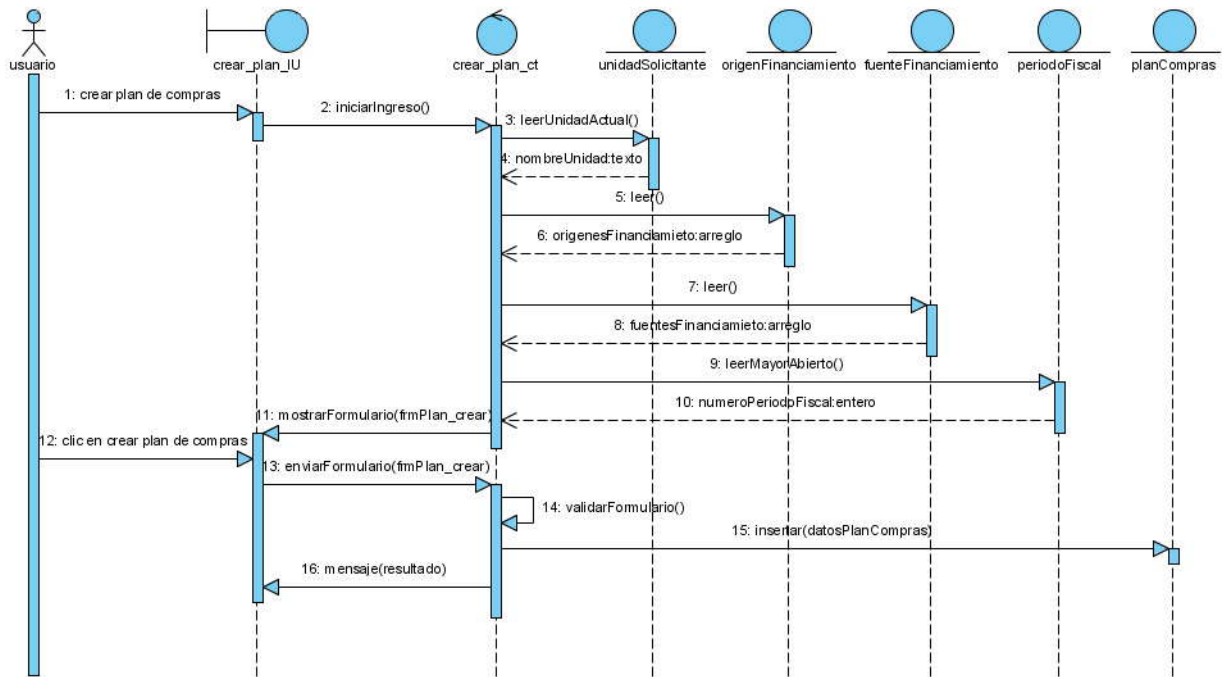 usuario
crear_plan_IU
crear_plan_ct
unidadSolicitante
origenFinanciamiento
fuenteFinanciamiento
periodoFiscal
planCompras
1: crear plan de compras
2: iniciarIngreso()
3: leerUnidadActual()
4: nombreUnidad:texto
5: leer()
6: origenesFinanciamieto:arreglo
7: leer()
8: fuentesFinanciamieto:arreglo
9: leerMayorAbierto()
10: numeroPeriodoFiscal:entero
11: mostrarFormulario(frmPlan_crear)
12: clic en crear plan de compras
13: enviarFormulario(frmPlan_crear)
14: validarFormulario()
15: insertar(datosPlanCompras)
16: mensaje(resultado)